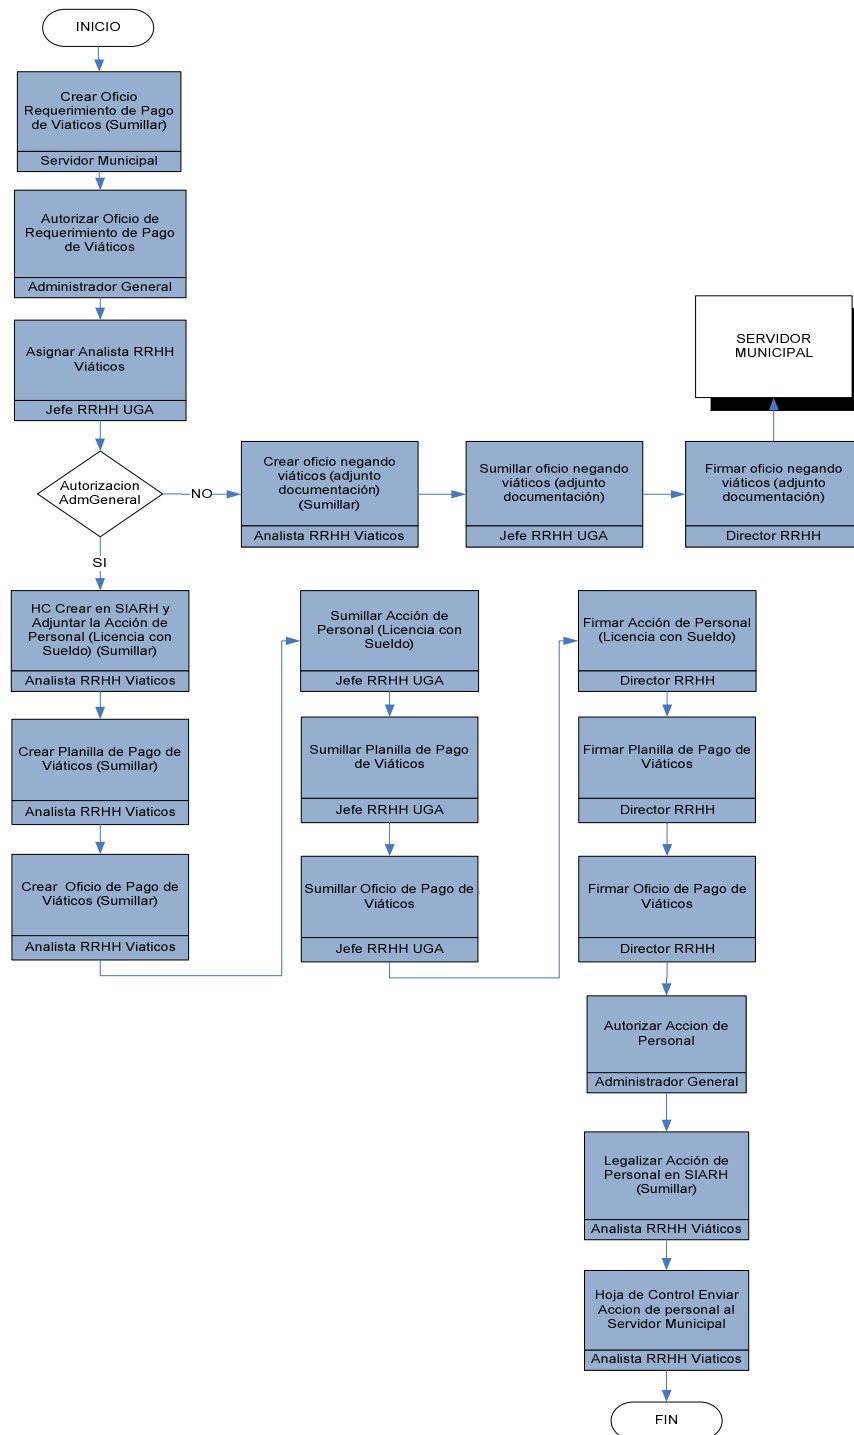 INICIO
Crear Oficio
Requerimiento de Pago
de Viaticos (Sumillar)
Servidor Municipal
Autorizar Oficio de
Requerimiento de Pago
de Viáticos
Administrador General
Asignar Analista RRHH
Viáticos
Jefe RRHH UGA
SERVIDOR
MUNICIPAL
Autorizacion
AdmGeneral
NO
Crear oficio negando
viáticos (adjunto
documentación)
(Sumillar)
Analista RRHH Viaticos
Sumillar oficio negando
viáticos (adjunto
documentación)
Jefe RRHH UGA
Firmar oficio negando
viáticos (adjunto
documentación)
Director RRHH
SI
HC Crear en SIARH y
Adjuntar la Acción de
Personal (Licencia con
Sueldo) (Sumillar)
Analista RRHH Viaticos
Crear Planilla de Pago de
Viáticos (Sumillar)
Analista RRHH Viaticos
Crear  Oficio de Pago de
Viáticos (Sumillar)
Analista RRHH Viaticos
Sumillar Acción de
Personal (Licencia con
Sueldo)
Jefe RRHH UGA
Sumillar Planilla de Pago
de Viáticos
Jefe RRHH UGA
Sumillar Oficio de Pago de
Viáticos
Jefe RRHH UGA
Firmar Acción de Personal
(Licencia con Sueldo)
Director RRHH
Firmar Planilla de Pago de
Viáticos
Director RRHH
Firmar Oficio de Pago de
Viáticos
Director RRHH
Autorizar Accion de
Personal
Administrador General
Legalizar Acción de
Personal en SIARH
(Sumillar)
Analista RRHH Viáticos
Hoja de Control Enviar
Accion de personal al
Servidor Municipal
Analista RRHH Viaticos
FIN